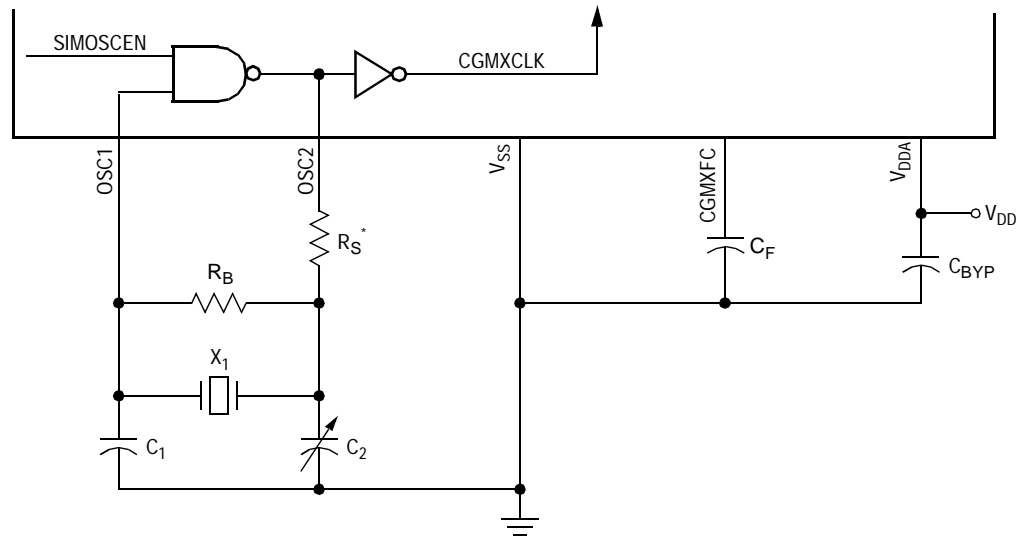 SIMOSCEN
CGMXCLK
OSC1
OSC2
VSS
CGMXFC
VDDA
VDD
RS*
CF
CBYP
RB
X1
C1
C2